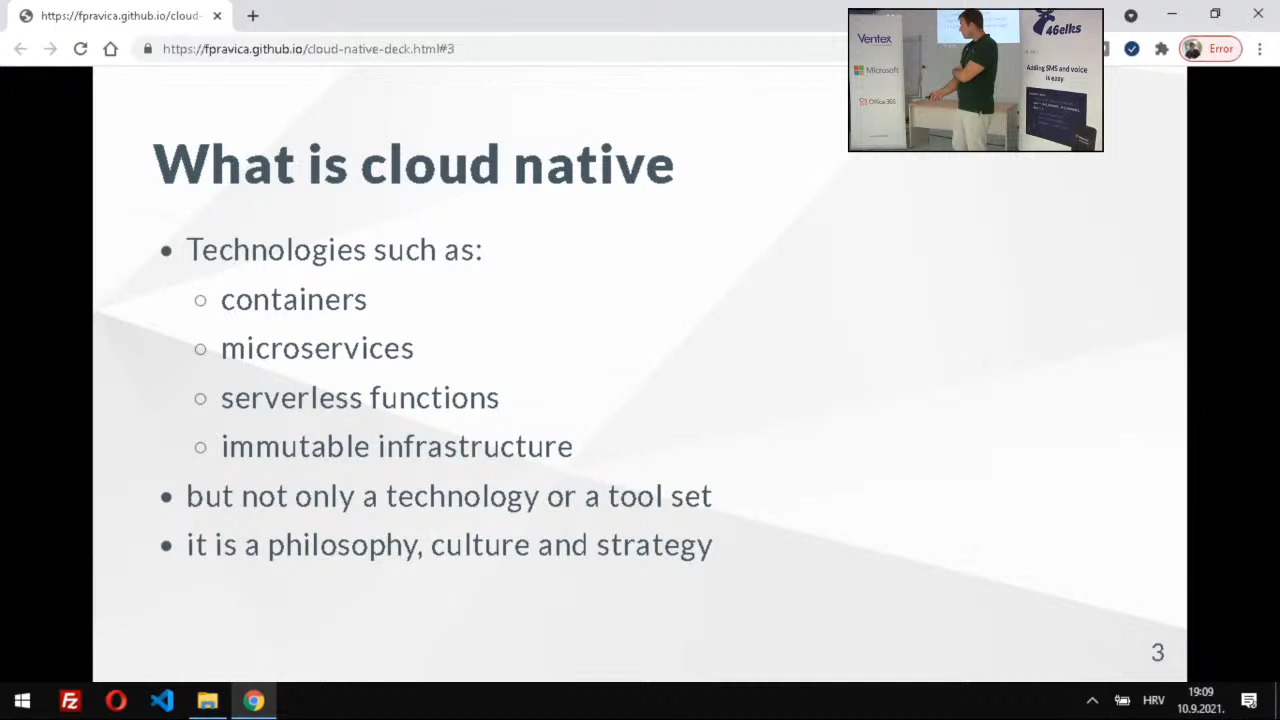 https://fpravica.github.io/cloud-
https://fpravica.github.io/cloud-native-deck.html#3
Error
Ventex
Microsoft
Office 365
46elks
Adding SMS and voice
is easy
What is cloud native
Technologies such as:
containers
microservices
serverless functions
immutable infrastructure
but not only a technology or a tool set
it is a philosophy, culture and strategy
3
HRV
19:09
10.9.2021.